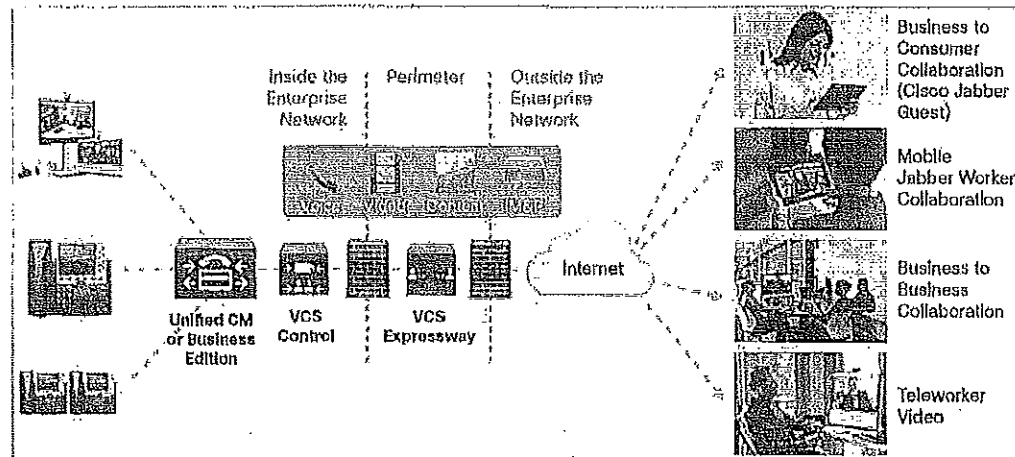 Inside the
Enterprise
Network
Perimeter
Outside the
Enterprise
Network
Voice
Video
Content
Unified CM
or Business
Edition
VCS
Control
VCS
Expressway
Internet
Business to
Consumer
Collaboration
(Cisco Jabber
Guest)
Mobile
Jabber Worker
Collaboration
Business to
Business
Collaboration
Teleworker
Video